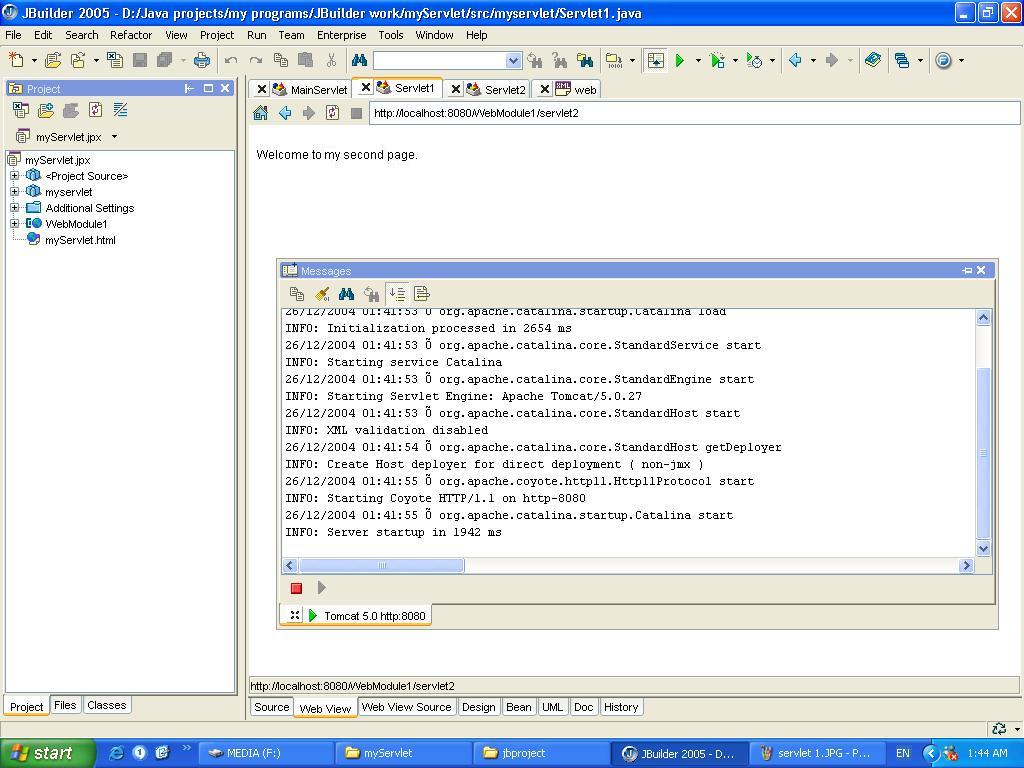 JBuilder 2005 - D:/Java projects/my programs/JBuilder work/myServlet/src/myservlet/Servlet1.java
File Edit Search Refactor View Project Run Team Enterprise Tools Window Help
Project
myServlet.jpx
myServlet.jpx
<Project Source>
myservlet
Additional Settings
WebModule1
myServlet.html
Project Files Classes
MainServlet Servlet1 Servlet2 web
http://localhost:8080/WebModule1/servlet2
Welcome to my second page.
Messages
26/12/2004 01:41:53 Õ org.apache.catalina.startup.Catalina load
INFO: Initialization processed in 2654 ms
26/12/2004 01:41:53 Õ org.apache.catalina.core.StandardService start
INFO: Starting service Catalina
26/12/2004 01:41:53 Õ org.apache.catalina.core.StandardEngine start
INFO: Starting Servlet Engine: Apache Tomcat/5.0.27
26/12/2004 01:41:53 Õ org.apache.catalina.core.StandardHost start
INFO: XML validation disabled
26/12/2004 01:41:54 Õ org.apache.catalina.core.StandardHost getDeployer
INFO: Create Host deployer for direct deployment ( non-jmx )
26/12/2004 01:41:55 Õ org.apache.coyote.http11.Http11Protocol start
INFO: Starting Coyote HTTP/1.1 on http-8080
26/12/2004 01:41:55 Õ org.apache.catalina.startup.Catalina start
INFO: Server startup in 1942 ms
Tomcat 5.0 http:8080
http://localhost:8080/WebModule1/servlet2
Source Web View Web View Source Design Bean UML Doc History
start MEDIA (F:) myServlet jbproject JBuilder 2005 - D... servlet 1.JPG - P... EN 1:44 AM